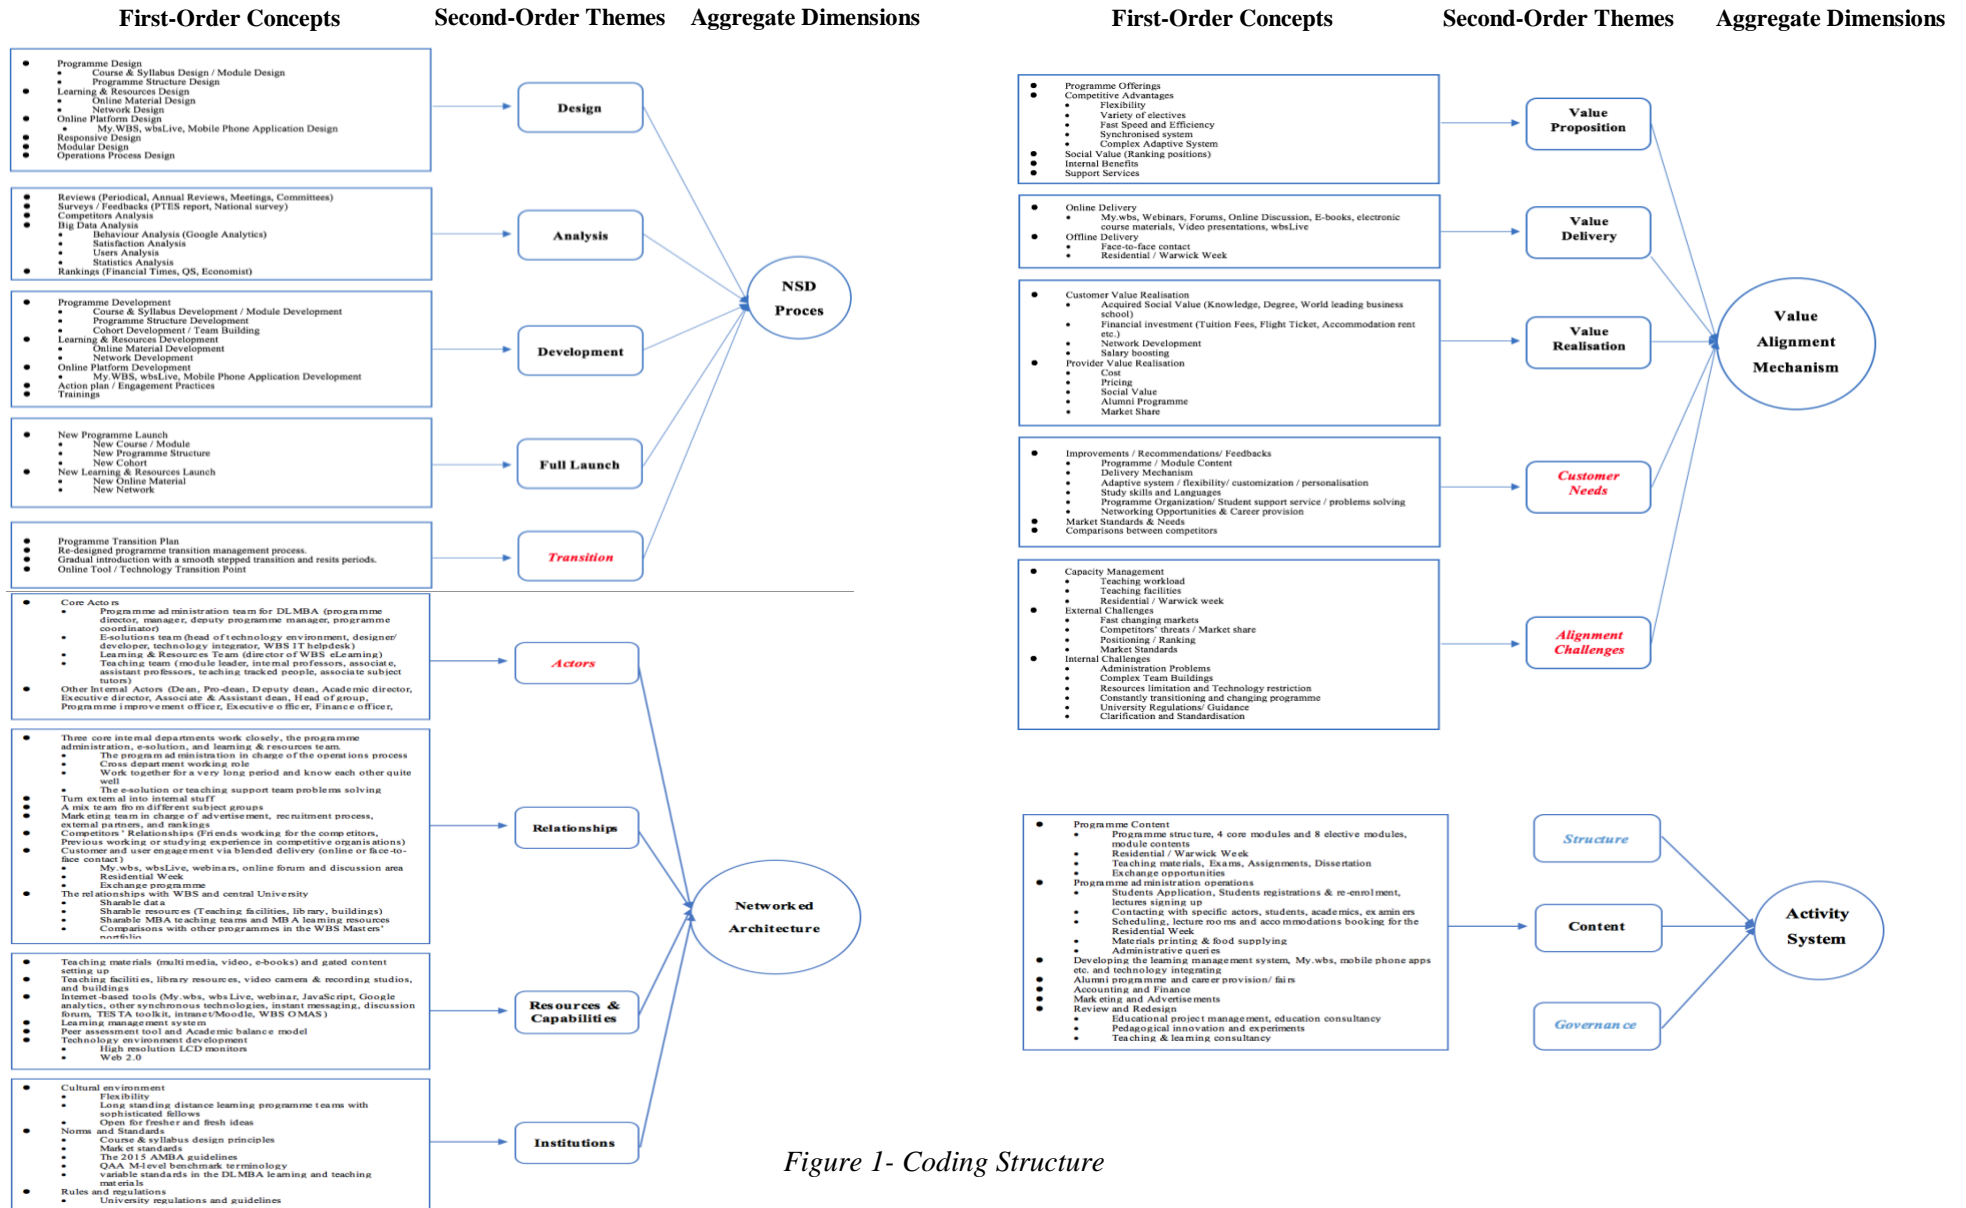 First-Order Concepts
Second-Order Themes
Aggregate Dimensions
Programme Design
Course & Syllabus Design / Module Design
Programme Structure Design
Learning & Resources Design
Online Material Design
Network Design
Online Platform Design
My.WBS, wbsLive, Mobile Phone Application Design
Responsive Design
Modular Design
Operations Process Design
Design
Reviews (Periodical, Annual Reviews, Meetings, Committees)
Surveys / Feedbacks (PTES report, National survey)
Competitors Analysis
Big Data Analysis
Behaviour Analysis (Google Analytics)
Satisfaction Analysis
Users Analysis
Statistics Analysis
Rankings (Financial Times, QS, Economist)
Analysis
Programme Development
Course & Syllabus Development / Module Development
Programme Structure Development
Cohort Development / Team Building
Learning & Resources Development
Online Material Development
Network Development
Online Platform Development
My.WBS, wbsLive, Mobile Phone Application Development
Action plan / Engagement Practices
Trainings
Development
New Programme Launch
New Course / Module
New Programme Structure
New Cohort
New Learning & Resources Launch
New Online Material
New Network
Full Launch
Programme Transition Plan
Re-designed programme transition management process.
Gradual introduction with a smooth stepped transition and resits periods.
Online Tool / Technology Transition Point
Transition
NSD
Proces
Core Actors
Programme administration team for DLMBA (programme
director, manager, deputy programme manager, programme
coordinator)
E-solutions team (head of technology environment, designer/
developer, technology integrator, WBS IT helpdesk)
Learning & Resources Team (director of WBS eLearning)
Teaching team (module leader, internal professors, associate,
assistant professors, teaching tracked people, associate subject
tutors)
Other Internal Actors (Dean, Pro-dean, Deputy dean, Academic director,
Executive director, Associate & Assistant dean, Head of group,
Programme improvement officer, Executive officer, Finance officer,
Actors
Three core internal departments work closely, the programme
administration, e-solution, and learning & resources team.
The program administration in charge of the operations process
Cross department working role
Work together for a very long period and know each other quite
well
The e-solution or teaching support team problems solving
Turn external into internal stuff
A mix team from different subject groups
Marketing team in charge of advertisement, recruitment process,
external partners, and rankings
Competitors' Relationships (Friends working for the competitors,
Previous working or studying experience in competitive organisations)
Customer and user engagement via blended delivery (online or face-to-
face contact)
My.wbs, wbsLive, webinars, online forum and discussion area
Residential Week
Exchange programme
The relationships with WBS and central University
Sharable data
Sharable resources (Teaching facilities, library, buildings)
Sharable MBA teaching teams and MBA learning resources
Comparisons with other programmes in the WBS Masters'
portfolio
Relationships
Teaching materials (multimedia, video, e-books) and gated content
setting up
Teaching facilities, library resources, video camera & recording studios,
and buildings
Internet-based tools (My.wbs, wbsLive, webinar, JavaScript, Google
analytics, other synchronous technologies, instant messaging, discussion
forum, TESTA toolkit, intranet/Moodle, WBS OMAS)
Learning management system
Peer assessment tool and Academic balance model
Technology environment development
High resolution LCD monitors
Web 2.0
Resources &
Capabilities
Cultural environment
Flexibility
Long standing distance learning programme teams with
sophisticated fellows
Open for fresher and fresh ideas
Norms and Standards
Course & syllabus design principles
Market standards
The 2015 AMBA guidelines
QAA M-level benchmark terminology
variable standards in the DLMBA learning and teaching
materials
Rules and regulations
University regulations and guidelines
Institutions
Networked
Architecture
First-Order Concepts
Second-Order Themes
Aggregate Dimensions
Programme Offerings
Competitive Advantages
Flexibility
Variety of electives
Fast Speed and Efficiency
Synchronised system
Complex Adaptive System
Social Value (Ranking positions)
Internal Benefits
Support Services
Value
Proposition
Online Delivery
My.wbs, Webinars, Forums, Online Discussion, E-books, electronic
course materials, Video presentations, wbsLive
Offline Delivery
Face-to-face contact
Residential / Warwick Week
Value
Delivery
Customer Value Realisation
Acquired Social Value (Knowledge, Degree, World leading business
school)
Financial investment (Tuition Fees, Flight Ticket, Accommodation rent
etc.)
Network Development
Salary boosting
Provider Value Realisation
Cost
Pricing
Social Value
Alumni Programme
Market Share
Value
Realisation
Improvements / Recommendations/ Feedbacks
Programme / Module Content
Delivery Mechanism
Adaptive system / flexibility/ customization / personalisation
Study skills and Languages
Programme Organization/ Student support service / problems solving
Networking Opportunities & Career provision
Market Standards & Needs
Comparisons between competitors
Customer
Needs
Capacity Management
Teaching workload
Teaching facilities
Residential / Warwick week
External Challenges
Fast changing markets
Competitors' threats / Market share
Positioning / Ranking
Market Standards
Internal Challenges
Administration Problems
Complex Team Buildings
Resources limitation and Technology restriction
Constantly transitioning and changing programme
University Regulations/ Guidance
Clarification and Standardisation
Alignment
Challenges
Value
Alignment
Mechanism
Programme Content
Programme structure, 4 core modules and 8 elective modules,
module contents
Residential / Warwick Week
Teaching materials, Exams, Assignments, Dissertation
Exchange opportunities
Programme administration operations
Students Application, Students registrations & re-enrolment,
lectures signing up
Contacting with specific actors, students, academics, examiners
Scheduling, lecture rooms and accommodations booking for the
Residential Week
Materials printing & food supplying
Administrative queries
Developing the learning management system, My.wbs, mobile phone apps
etc. and technology integrating
Alumni programme and career provision/ fairs
Accounting and Finance
Marketing and Advertisements
Review and Redesign
Educational project management, education consultancy
Pedagogical innovation and experiments
Teaching & learning consultancy
Structure
Content
Governance
Activity
System
Figure 1- Coding Structure